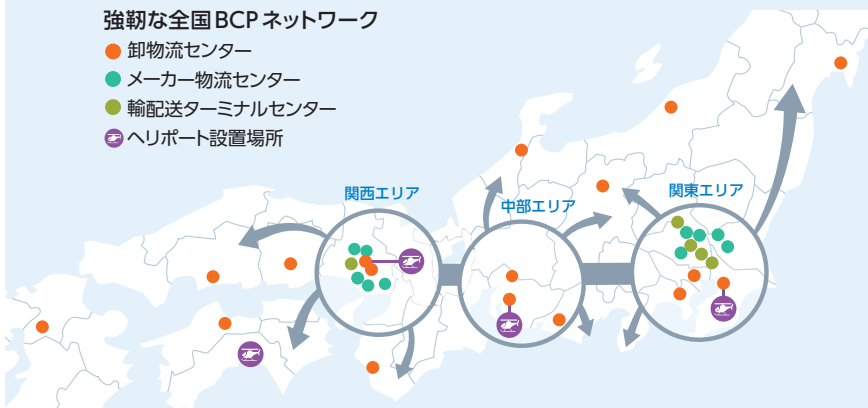 強靭な全国BCPネットワーク
卸物流センター
メーカー物流センター
輸配送ターミナルセンター
ヘリポート設置場所
関西エリア
中部エリア
関東エリア